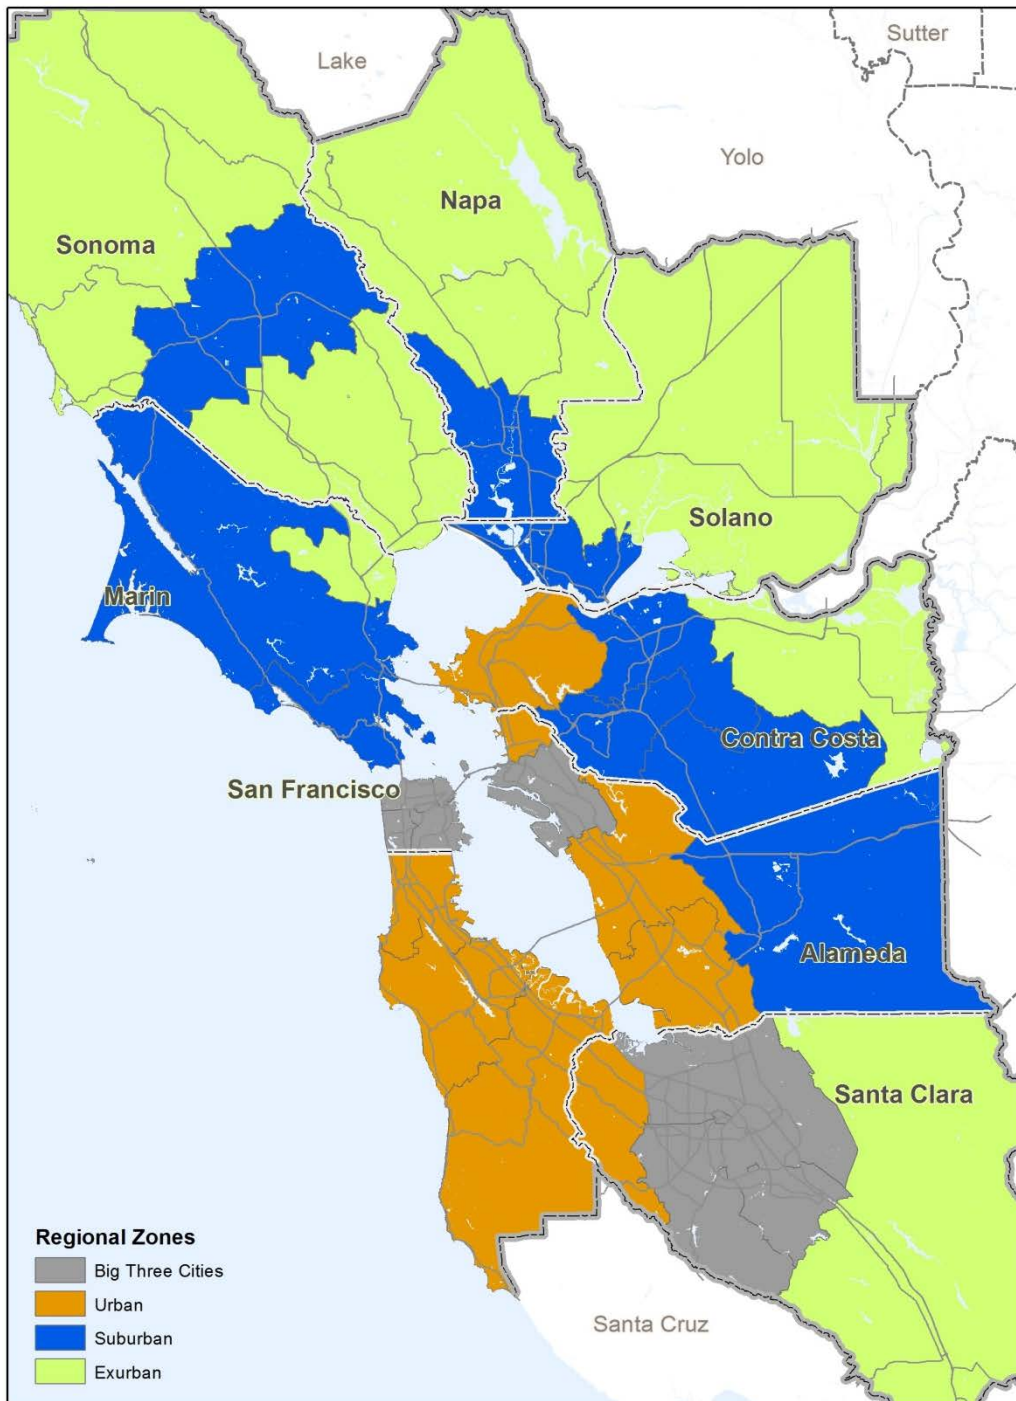 Sutter
Lake
Yolo
Napa
Sonoma
Solano
Marin
Contra Costa
San Francisco
Alameda
Santa Clara
Regional Zones
Big Three Cities
Urban
Suburban
Exurban
Santa Cruz